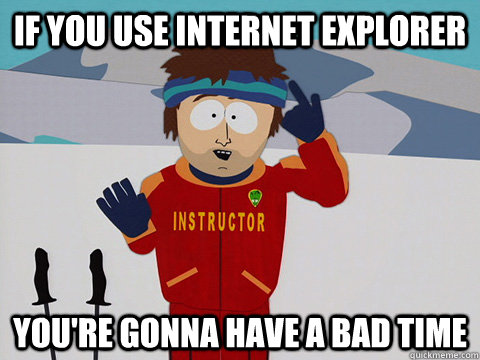 IF YOU USE INTERNET EXPLORER
INSTRUCTOR
YOU'RE GONNA HAVE A BAD TIME
quickmeme.com